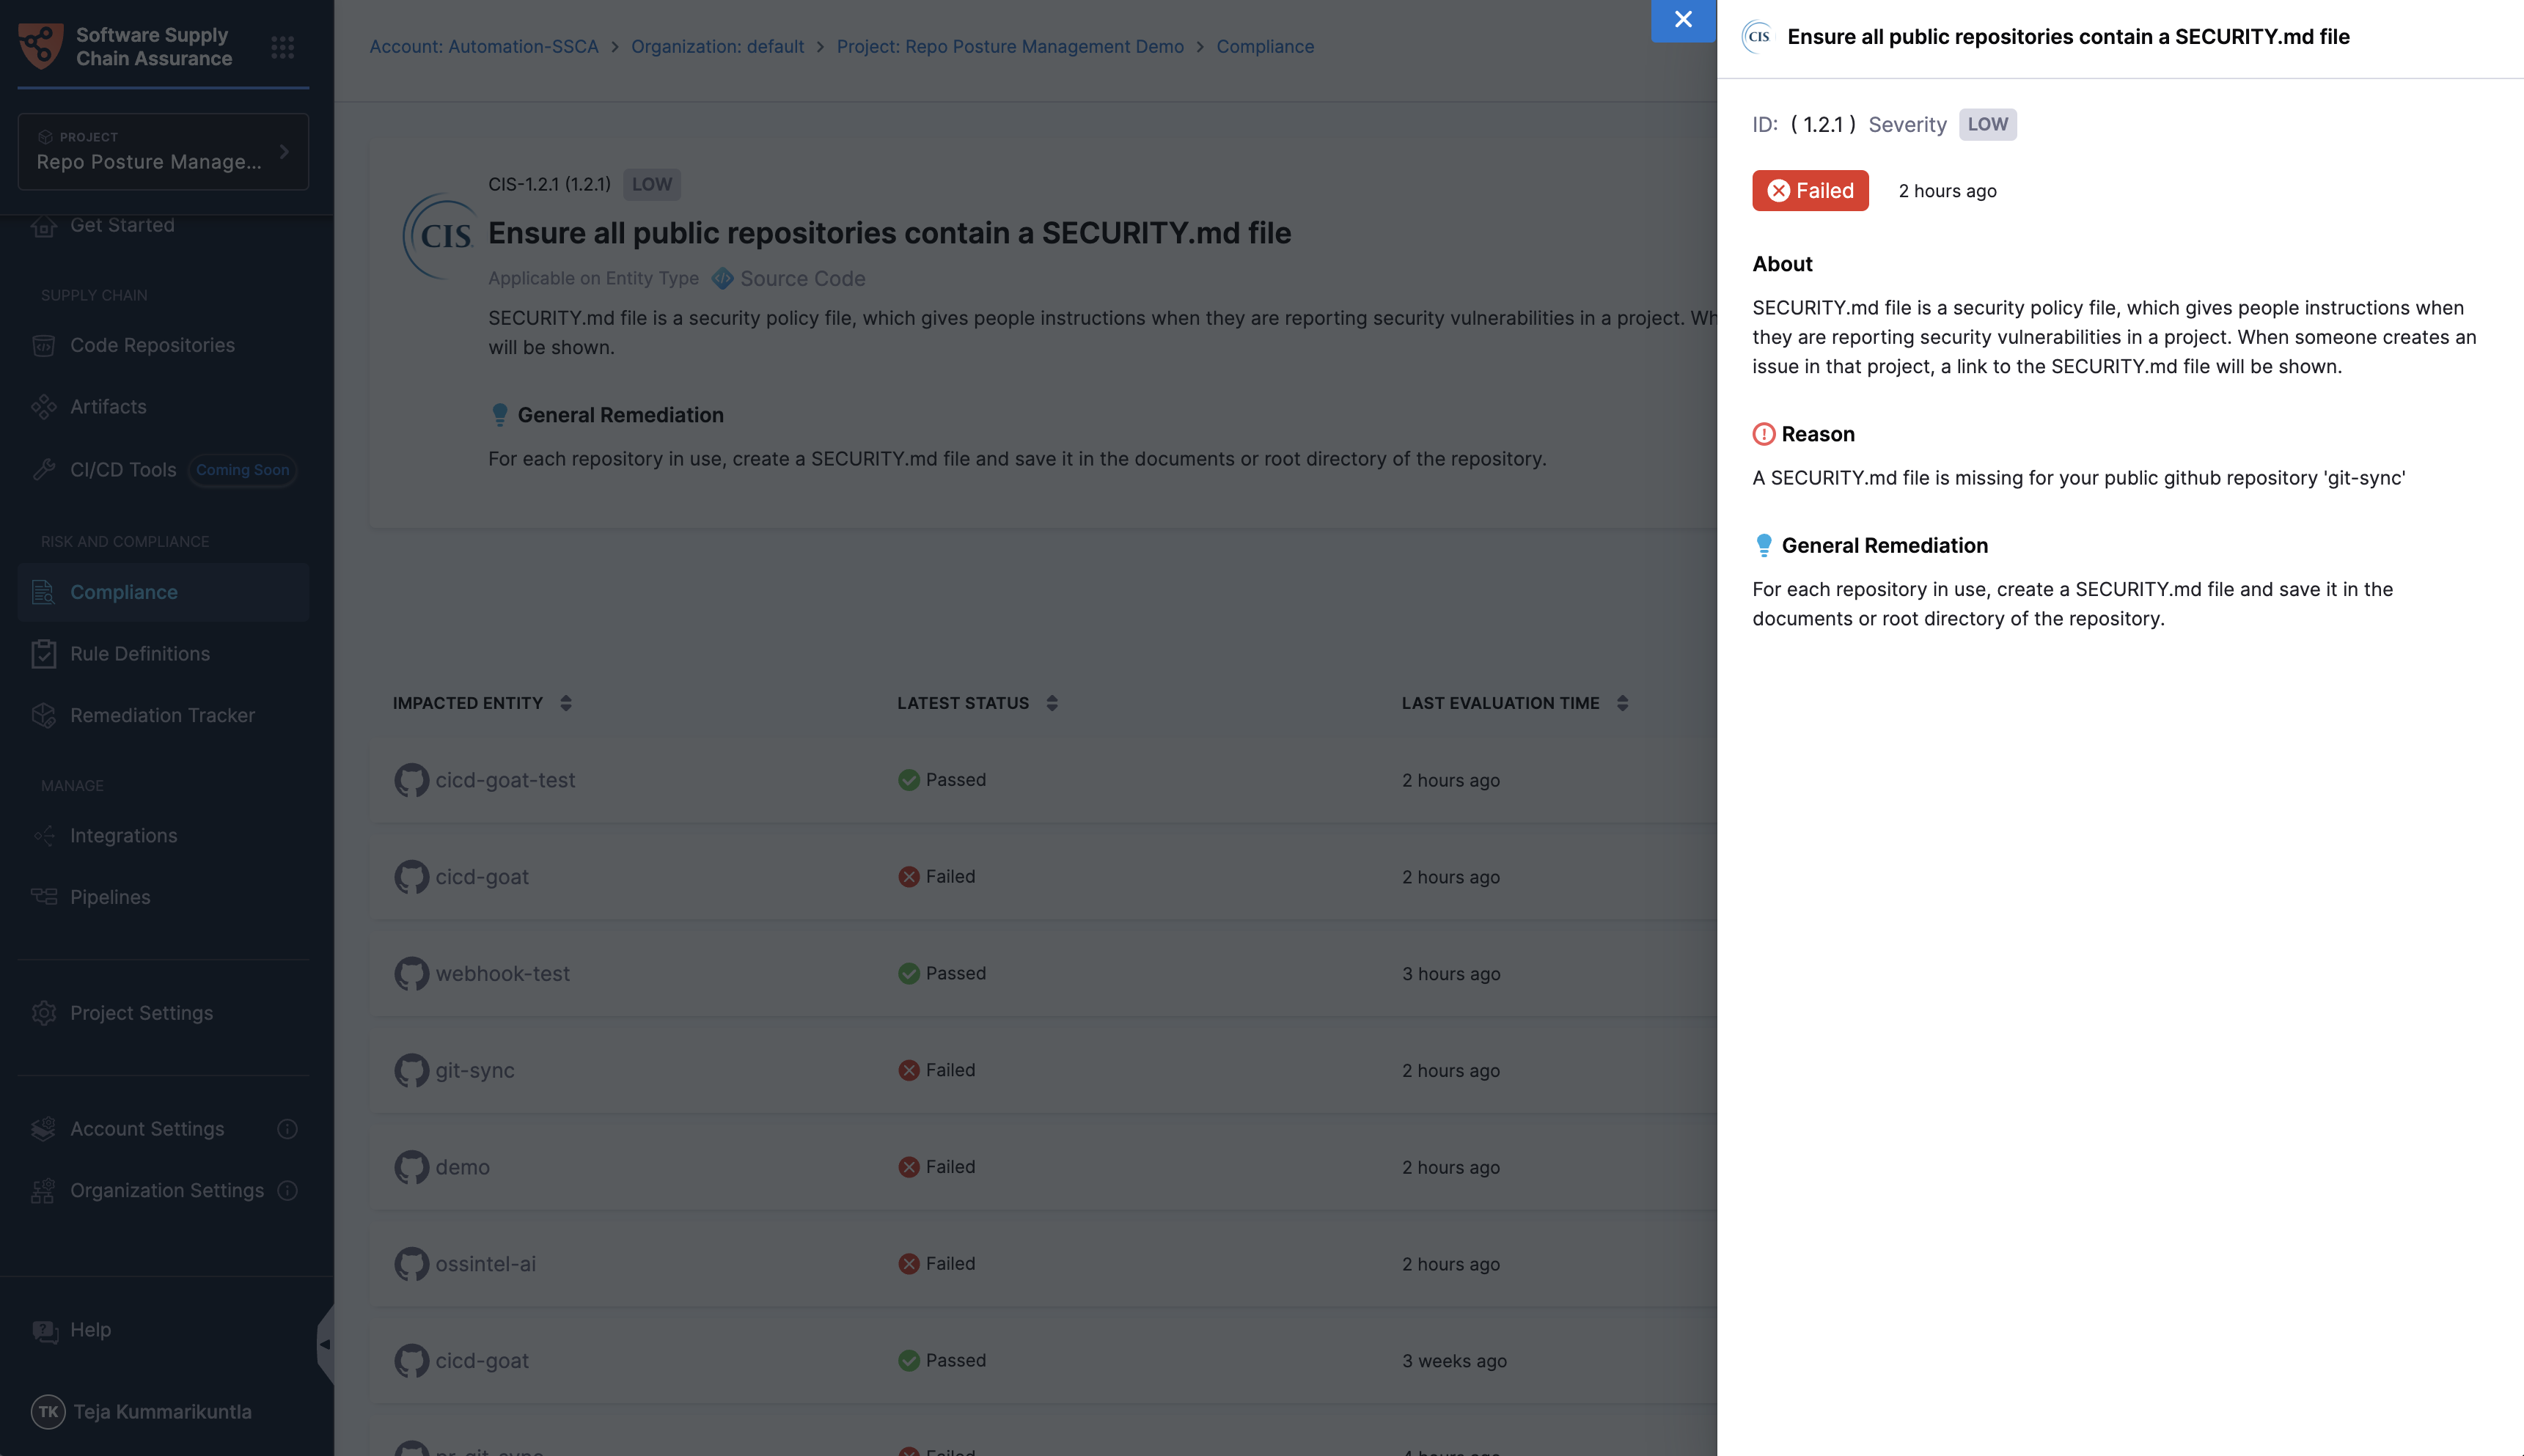 Software Supply
Chain Assurance
PROJECT
Repo Posture Manage...
Get Started
SUPPLY CHAIN
Code Repositories
Artifacts
CI/CD Tools Coming Soon
RISK AND COMPLIANCE
Compliance
Rule Definitions
Remediation Tracker
MANAGE
Integrations
Pipelines
Project Settings
Account Settings
Organization Settings
Help
TK Teja Kummarikuntla
Account: Automation-SSCA > Organization: default > Project: Repo Posture Management Demo > Compliance
CIS-1.2.1 (1.2.1) LOW
CIS
Ensure all public repositories contain a SECURITY.md file
Applicable on Entity Type Source Code
SECURITY.md file is a security policy file, which gives people instructions when they are reporting security vulnerabilities in a project. Wh
will be shown.
General Remediation
For each repository in use, create a SECURITY.md file and save it in the documents or root directory of the repository.
IMPACTED ENTITY LATEST STATUS LAST EVALUATION TIME
cicd-goat-test Passed 2 hours ago
cicd-goat Failed 2 hours ago
webhook-test Passed 3 hours ago
git-sync Failed 2 hours ago
demo Failed 2 hours ago
ossintel-ai Failed 2 hours ago
cicd-goat Passed 3 weeks ago
pr-git-sync Failed 4 hours ago
CIS Ensure all public repositories contain a SECURITY.md file
ID: ( 1.2.1 ) Severity LOW
Failed 2 hours ago
About
SECURITY.md file is a security policy file, which gives people instructions when
they are reporting security vulnerabilities in a project. When someone creates an
issue in that project, a link to the SECURITY.md file will be shown.
Reason
A SECURITY.md file is missing for your public github repository 'git-sync'
General Remediation
For each repository in use, create a SECURITY.md file and save it in the
documents or root directory of the repository.